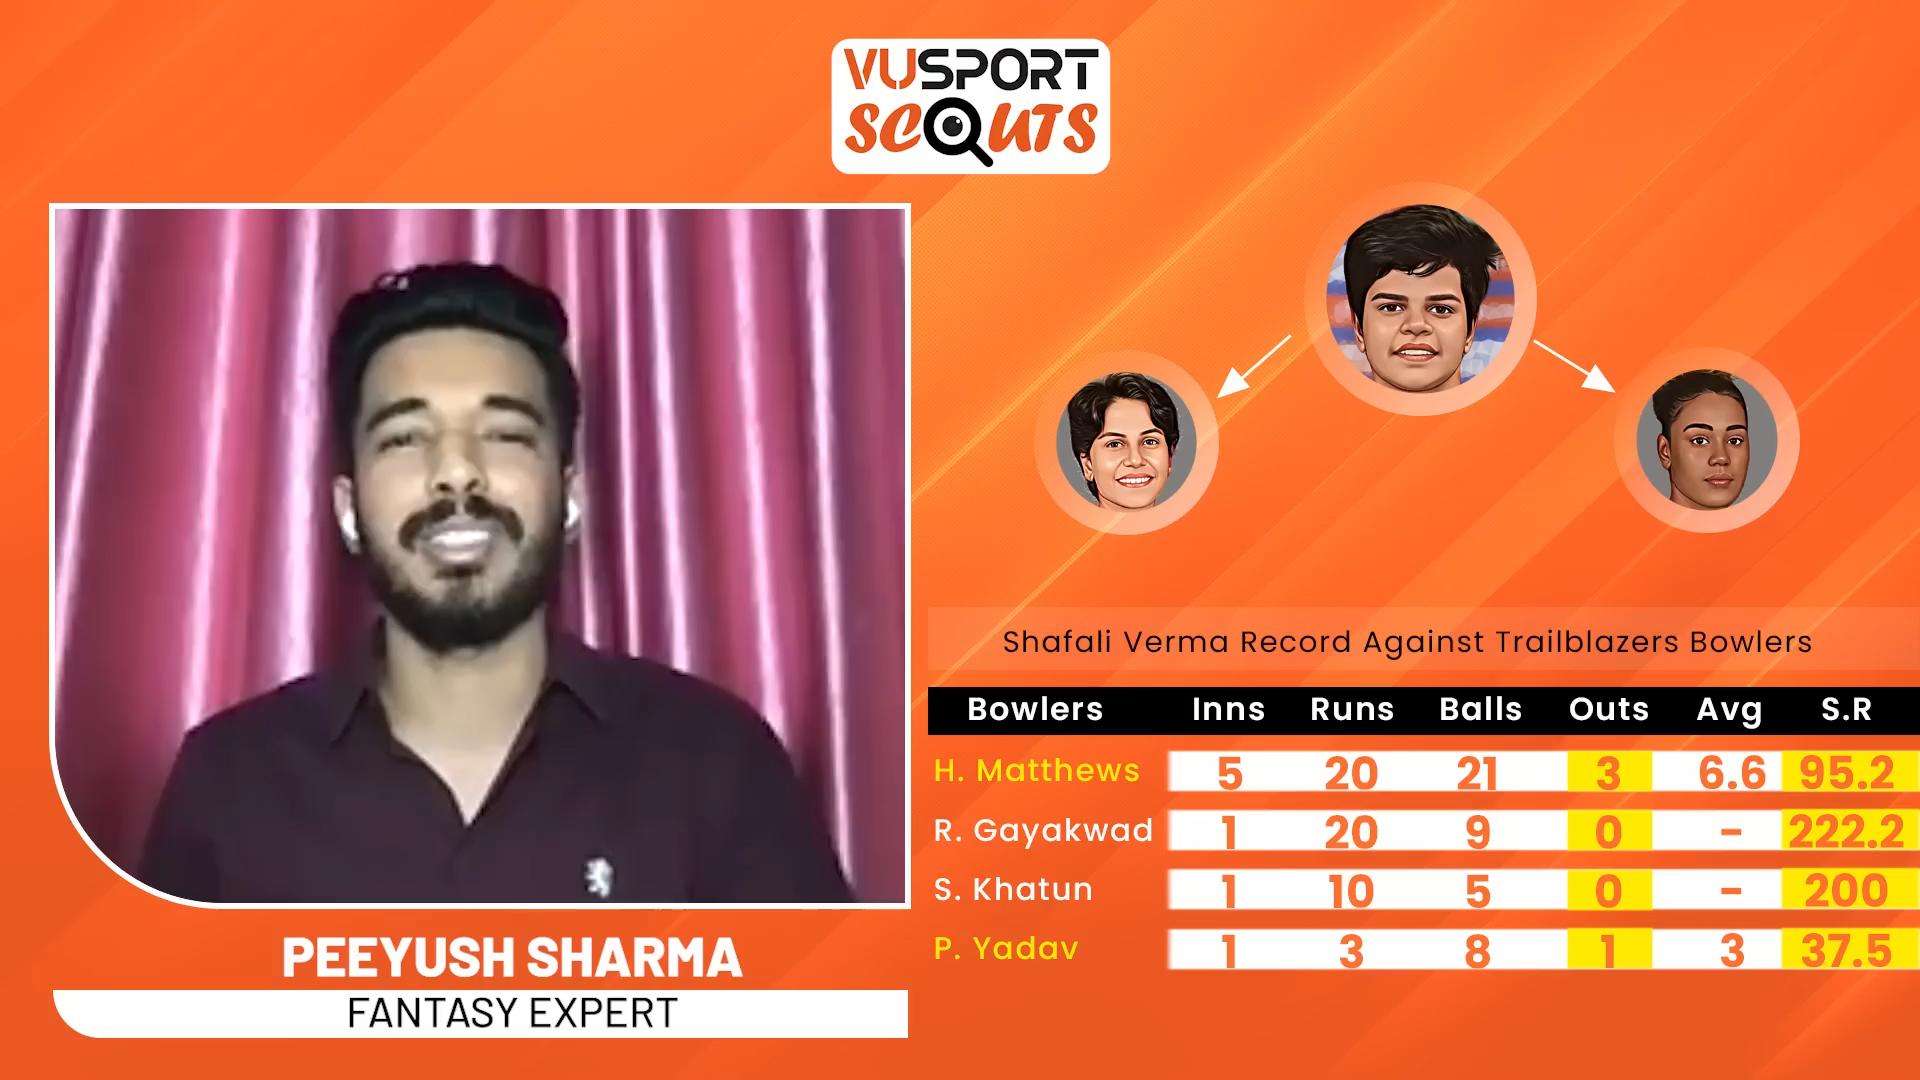 VUSPORT
SCOUTS
PEEYUSH SHARMA
FANTASY EXPERT
Shafali Verma Record Against Trailblazers Bowlers
Bowlers Inns Runs Balls Outs Avg S.R
H. Matthews 5 20 21 3 6.6 95.2
R. Gayakwad 1 20 9 0 - 222.2
S. Khatun 1 10 5 0 - 200
P. Yadav 1 3 8 1 3 37.5